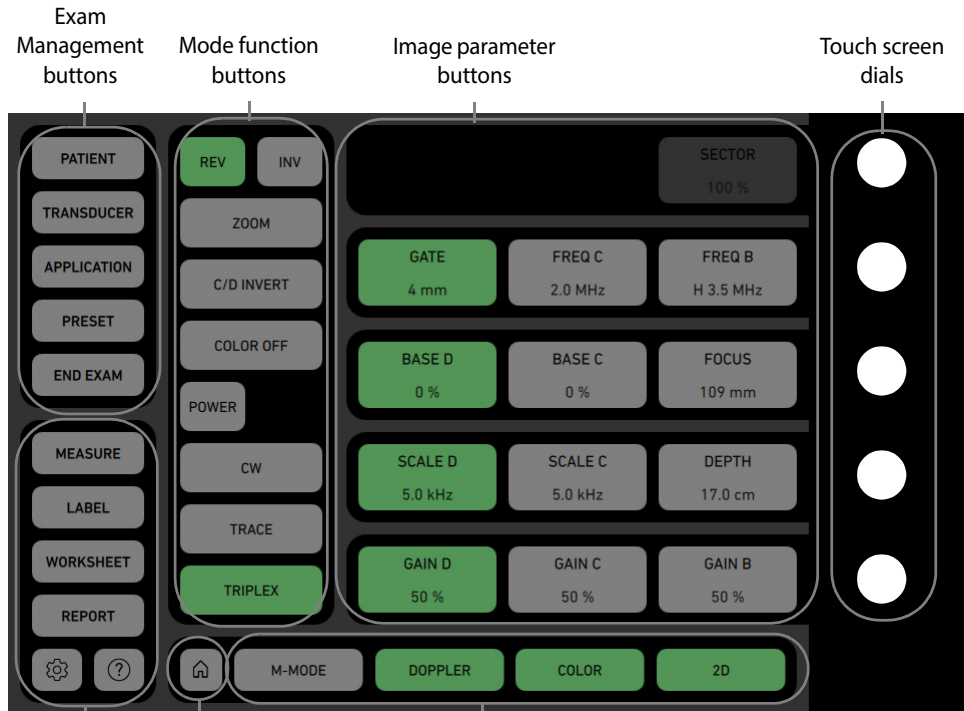 Exam
Management
buttons
Mode function
buttons
Image parameter
buttons
Touch screen
dials
PATIENT
TRANSDUCER
APPLICATION
PRESET
END EXAM
MEASURE
LABEL
WORKSHEET
REPORT
?
REV
INV
ZOOM
C/D INVERT
COLOR OFF
POWER
CW
TRACE
TRIPLEX
SECTOR
100 %
GATE
4 mm
FREQ C
2.0 MHz
FREQ B
H 3.5 MHz
BASE D
0 %
BASE C
0 %
FOCUS
109 mm
SCALE D
5.0 kHz
SCALE C
5.0 kHz
DEPTH
17.0 cm
GAIN D
50 %
GAIN C
50 %
GAIN B
50 %
M-MODE
DOPPLER
COLOR
2D